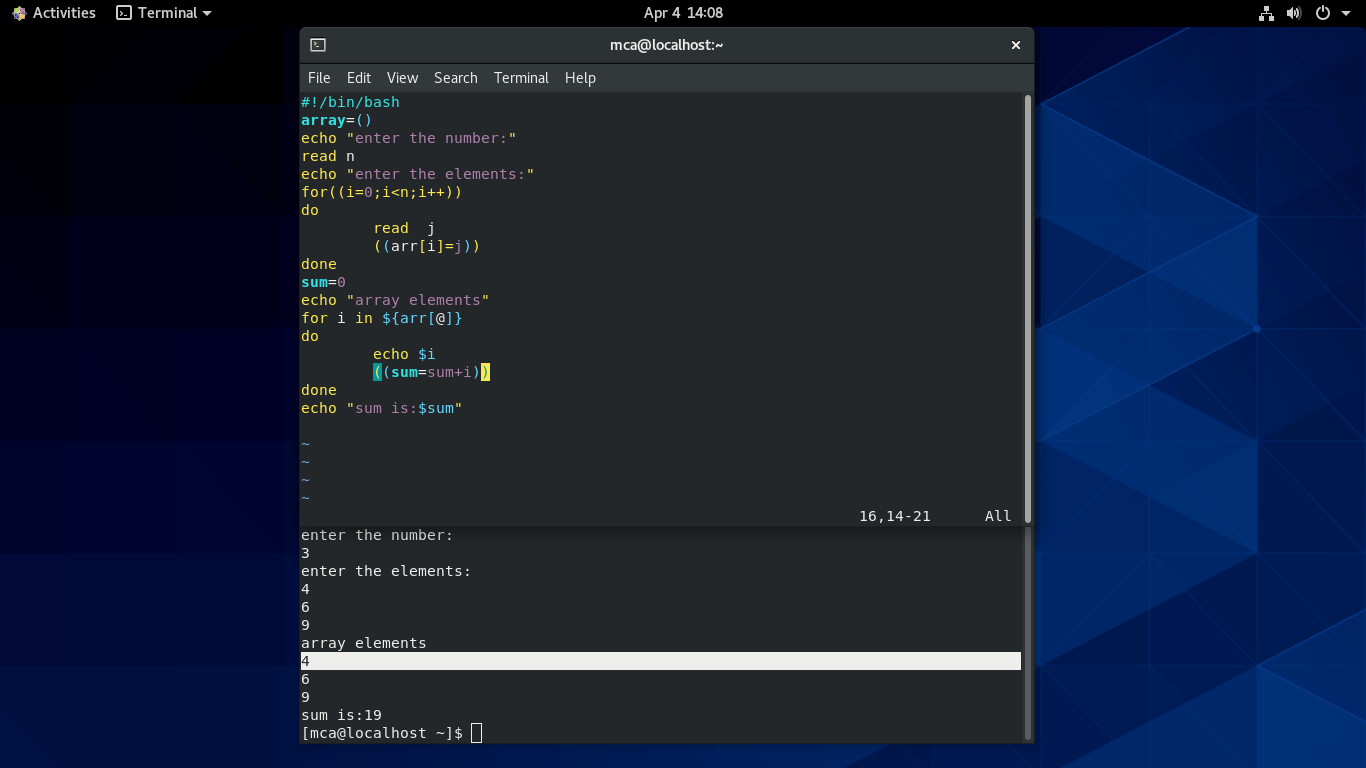 Activities Terminal Apr 4 14:08
mca@localhost:~
File Edit View Search Terminal Help
#!/bin/bash
array=()
echo "enter the number:"
read n
echo "enter the elements:"
for((i=0;i<n;i++))
do
        read  j
        ((arr[i]=j))
done
sum=0
echo "array elements"
for i in ${arr[@]}
do
        echo $i
        ((sum=sum+i))
done
echo "sum is:$sum"
~
~
~
~
16,14-21 All
enter the number:
3
enter the elements:
4
6
9
array elements
4
6
9
sum is:19
[mca@localhost ~]$